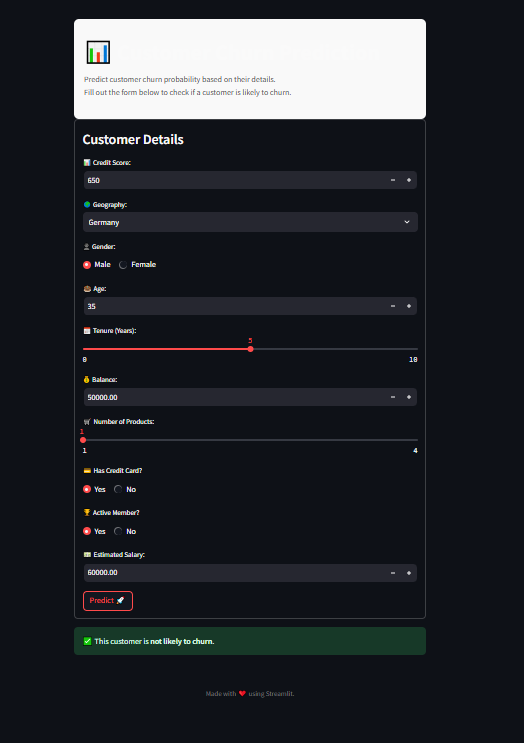 Predict customer churn probability based on their details.
Fill out the form below to check if a customer is likely to churn.
Customer Details
Credit Score:
650
Geography:
Germany
Gender:
Male Female
Age:
35
Tenure (Years):
5
0 10
Balance:
50000.00
Number of Products:
1
1 4
Has Credit Card?
Yes No
Active Member?
Yes No
Estimated Salary:
60000.00
Predict 🚀
✅ This customer is not likely to churn.
Made with ❤️ using Streamlit.